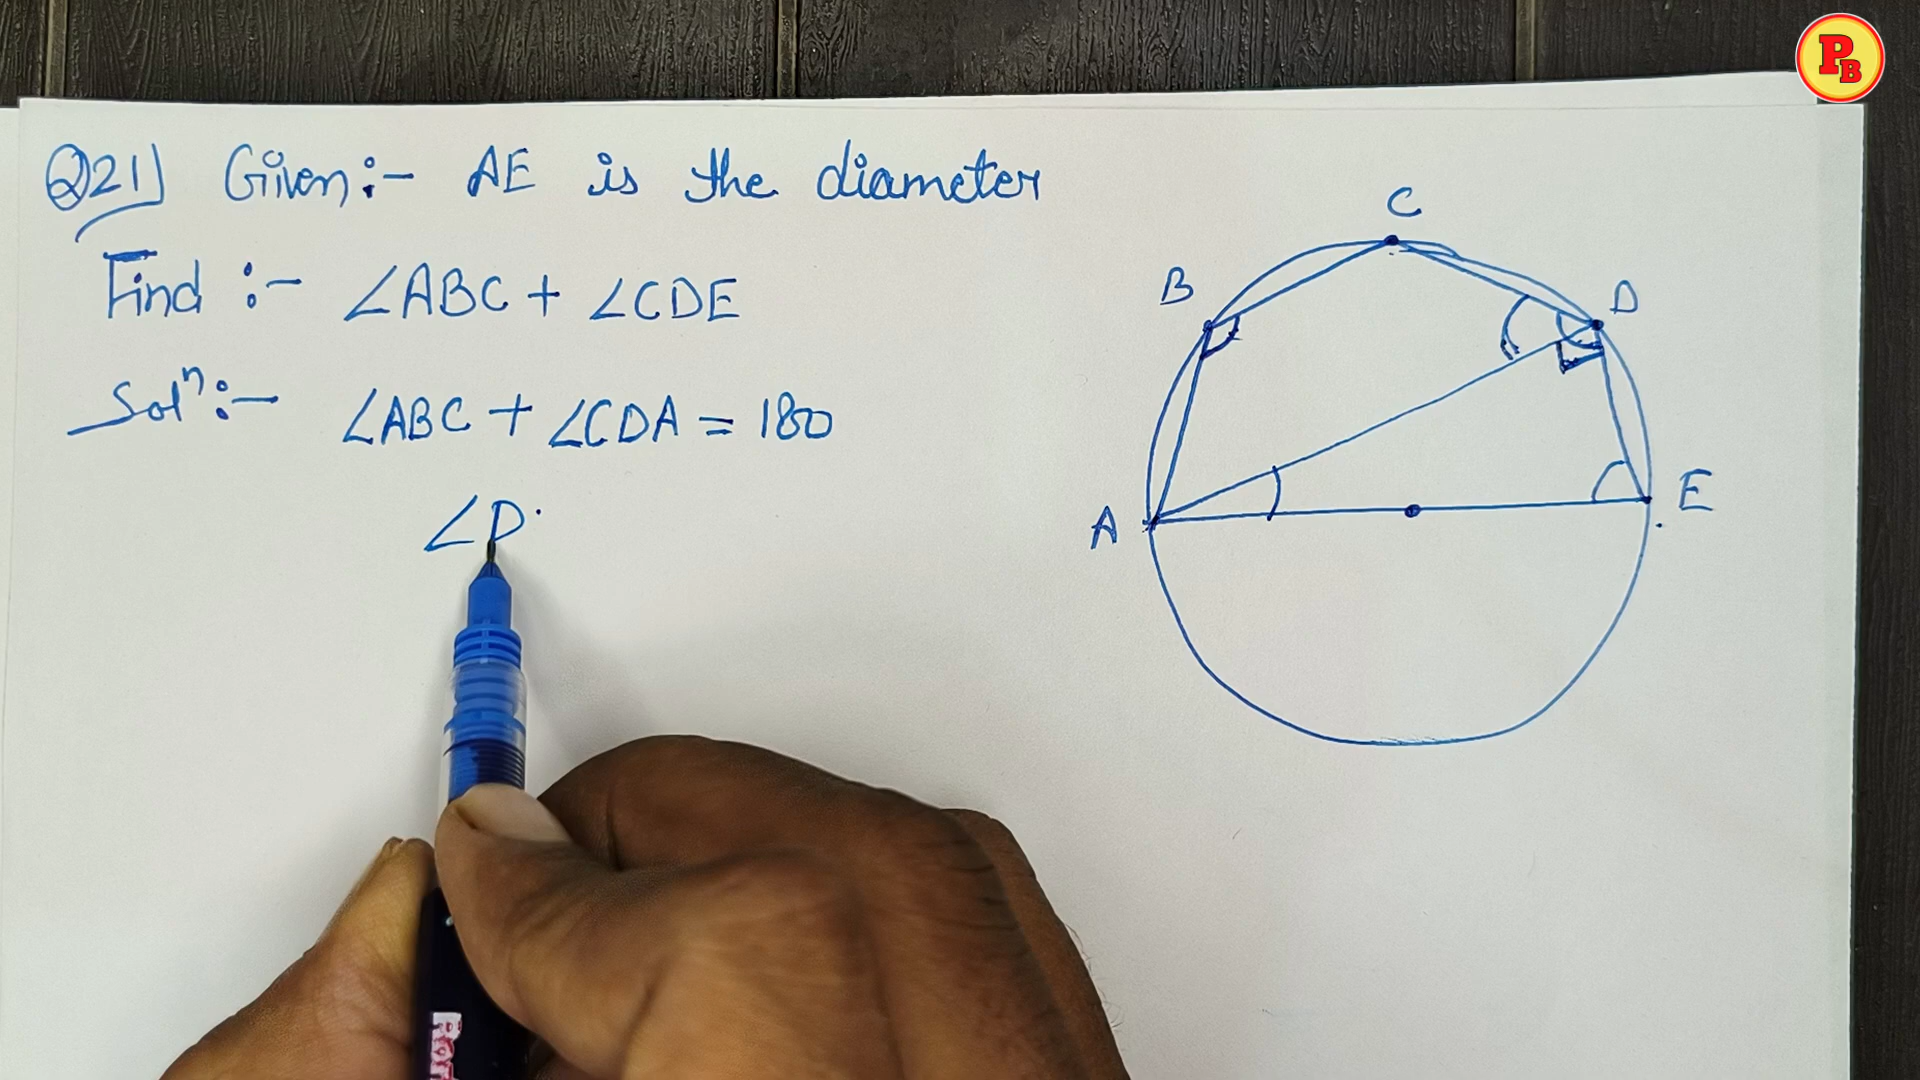 Q21) Given:- AE is the diameter
Find :- ∠ABC + ∠CDE
Solⁿ:- ∠ABC + ∠CDA = 180
∠D
C
B
D
A
E
PB